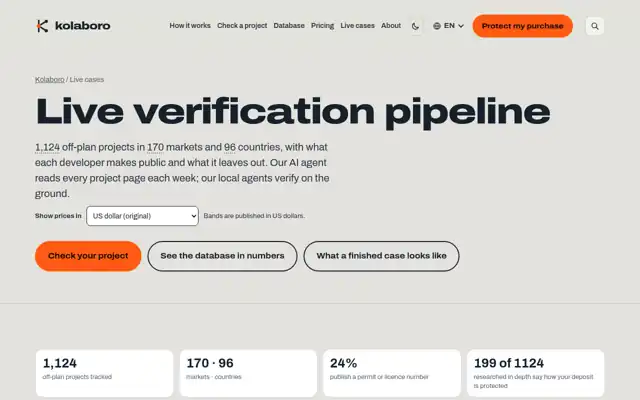 kolaboro
How it works Check a project Database Pricing Live cases About EN Protect my purchase
Kolaboro / Live cases
Live verification pipeline
1,124 off-plan projects in 170 markets and 96 countries, with what
each developer makes public and what it leaves out. Our AI agent
reads every project page each week; our local agents verify on the
ground.
Show prices in US dollar (original) Bands are published in US dollars.
Check your project See the database in numbers What a finished case looks like
1,124
off-plan projects tracked
170 · 96
markets · countries
24%
publish a permit or licence number
199 of 1124
researched in depth say how your deposit
is protected